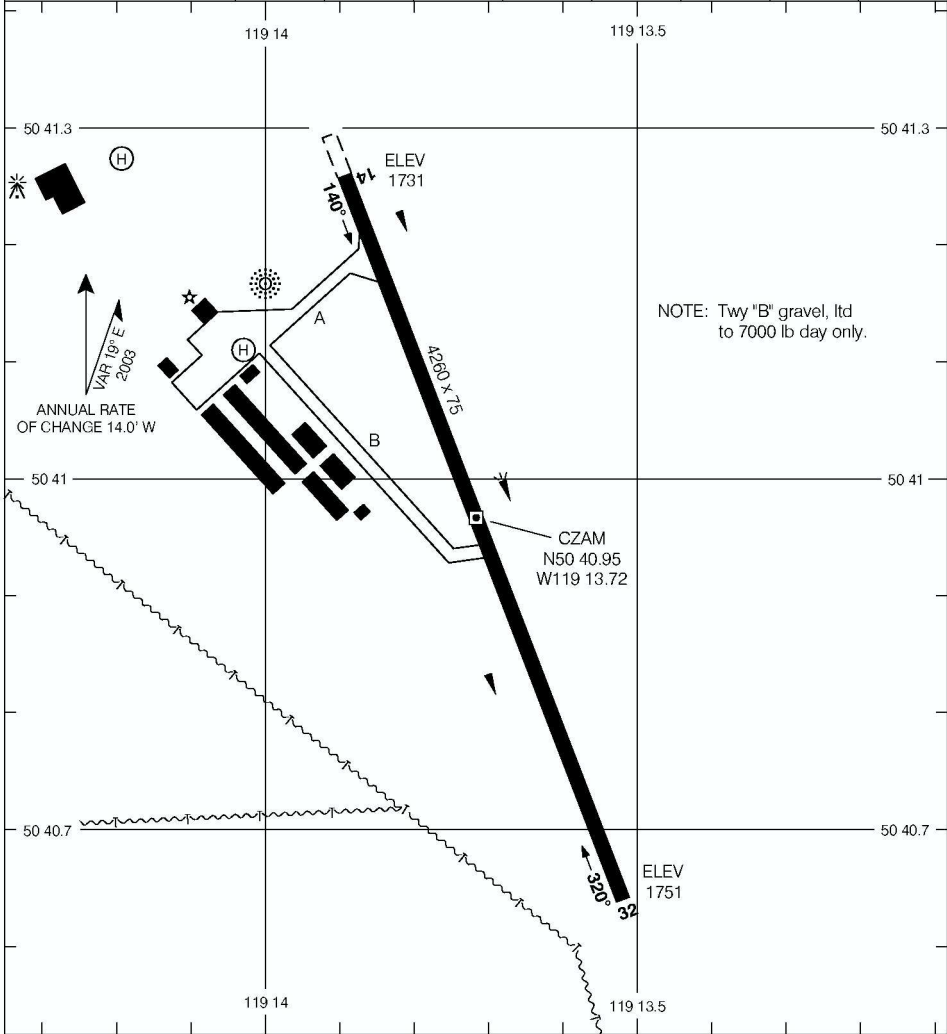 119 14
119 13.5
50 41.3
50 41.3
H
14
ELEV
1731
140°
A
H
NOTE: Twy "B" gravel, ltd
to 7000 lb day only.
VAR 19° E
2003
4260 x 75
ANNUAL RATE
OF CHANGE 14.0' W
B
50 41
50 41
CZAM
N50 40.95
W119 13.72
50 40.7
50 40.7
ELEV
1751
320°
32
119 14
119 13.5